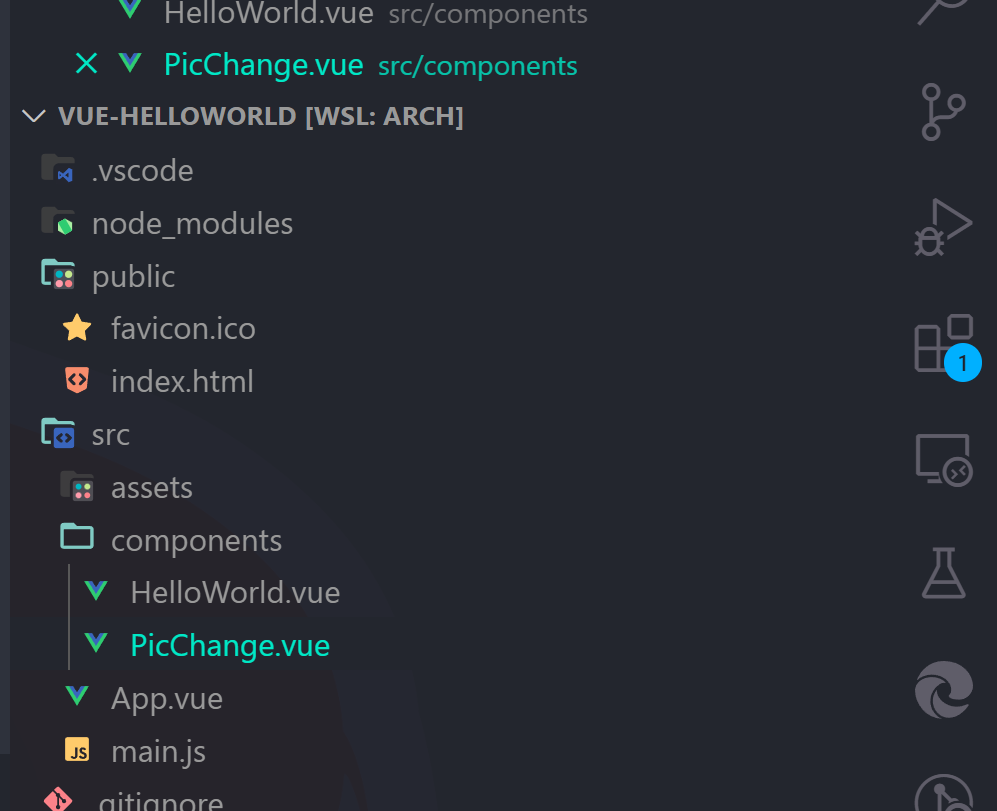 HelloWorld.vue src/components
PicChange.vue src/components
VUE-HELLOWORLD [WSL: ARCH]
.vscode
node_modules
public
favicon.ico
index.html
src
1
assets
components
HelloWorld.vue
PicChange.vue
App.vue
JS main.js
.gitignore